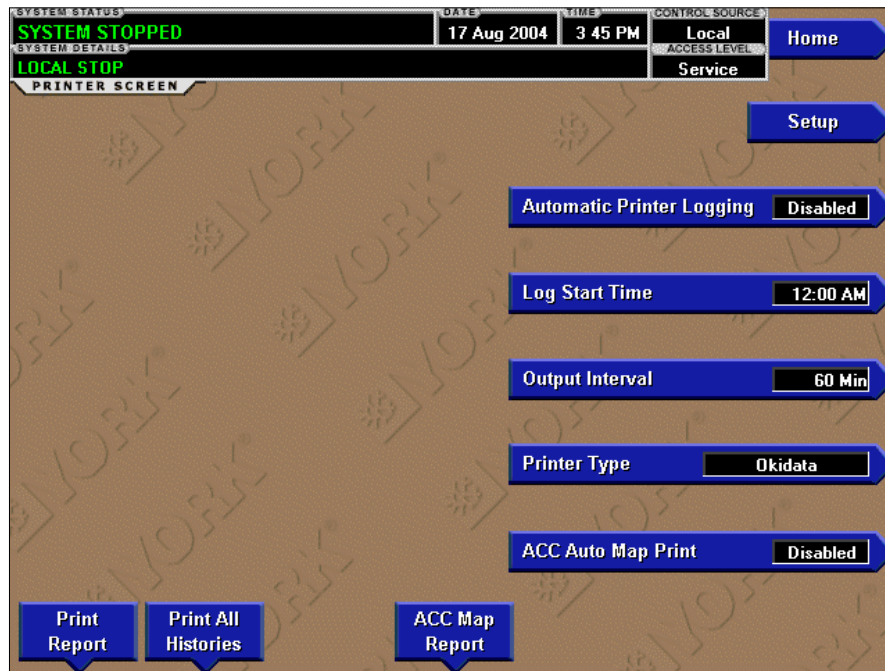 SYSTEM STATUS
SYSTEM STOPPED
SYSTEM DETAILS
LOCAL STOP
DATE
17 Aug 2004
TIME
3 45 PM
CONTROL SOURCE
Local
ACCESS LEVEL
Service
Home
PRINTER SCREEN
Setup
Automatic Printer Logging Disabled
Log Start Time 12:00 AM
Output Interval 60 Min
Printer Type Okidata
ACC Auto Map Print Disabled
Print
Report
Print All
Histories
ACC Map
Report
YORK®